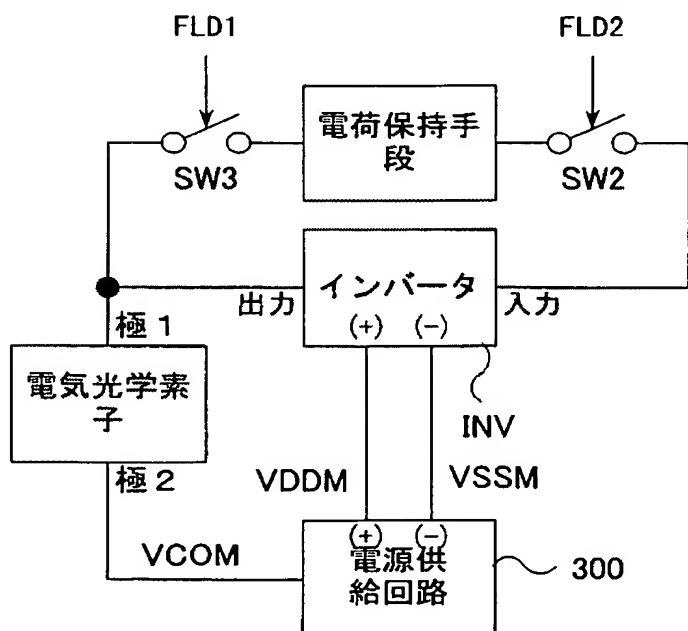 FLD1
FLD2
電荷保持手
段
SW3
SW2
インバータ
出力
入力
(+)
(-)
極1
電気光学素
子
INV
極2
VDDM
VSSM
(+)
(-)
VCOM
電源供
給回路
300